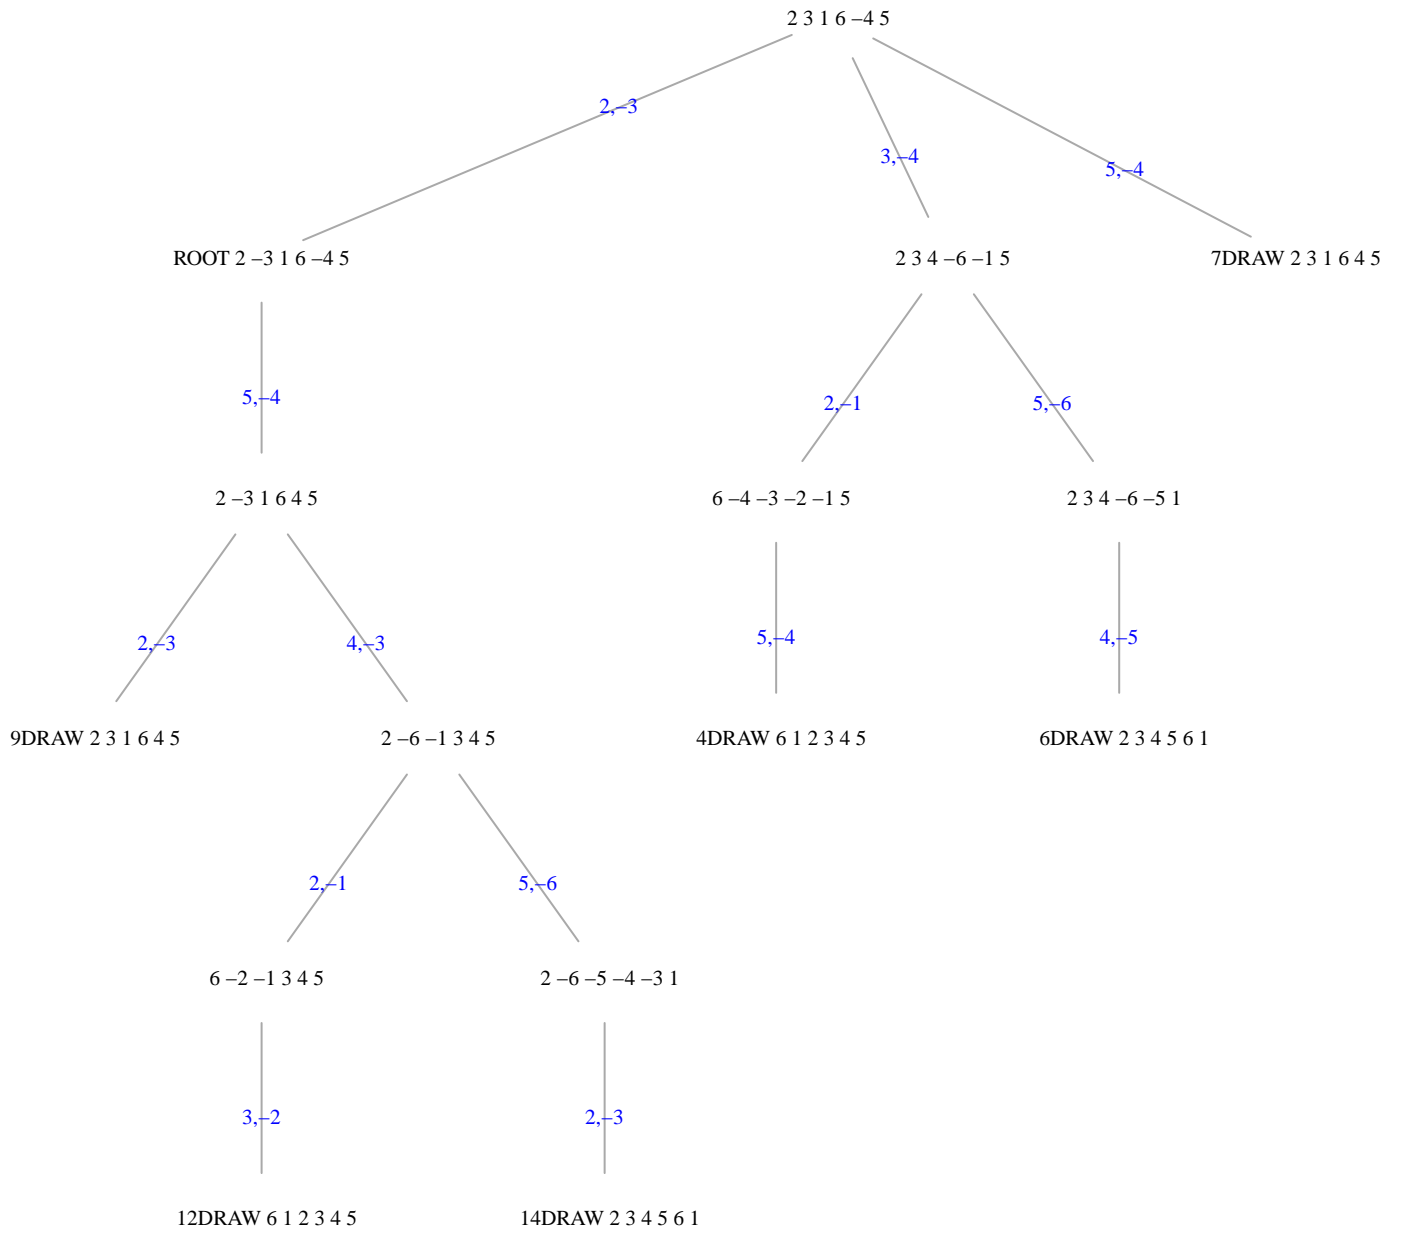 2 3 1 6 –4 5
2,–3
3,–4
5,–4
ROOT 2 –3 1 6 –4 5
2 3 4 –6 –1 5
7DRAW 2 3 1 6 4 5
5,–4
2,–1
5,–6
2 –3 1 6 4 5
6 –4 –3 –2 –1 5
2 3 4 –6 –5 1
2,–3
4,–3
5,–4
4,–5
9DRAW 2 3 1 6 4 5
2 –6 –1 3 4 5
4DRAW 6 1 2 3 4 5
6DRAW 2 3 4 5 6 1
2,–1
5,–6
6 –2 –1 3 4 5
2 –6 –5 –4 –3 1
3,–2
2,–3
12DRAW 6 1 2 3 4 5
14DRAW 2 3 4 5 6 1